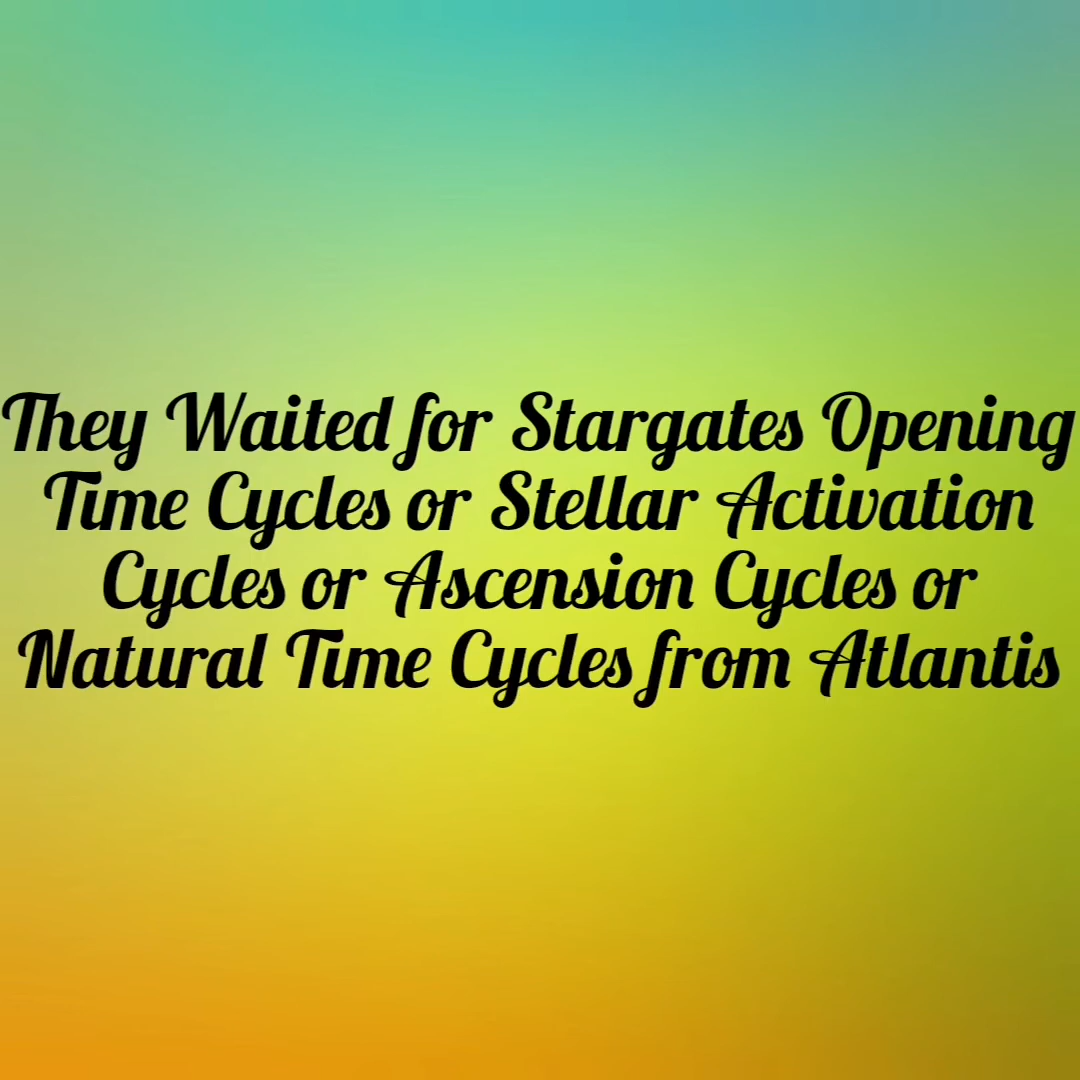 They Waited for Stargates Opening
Time Cycles or Stellar Activation
Cycles or Ascension Cycles or
Natural Time Cycles from Atlantis